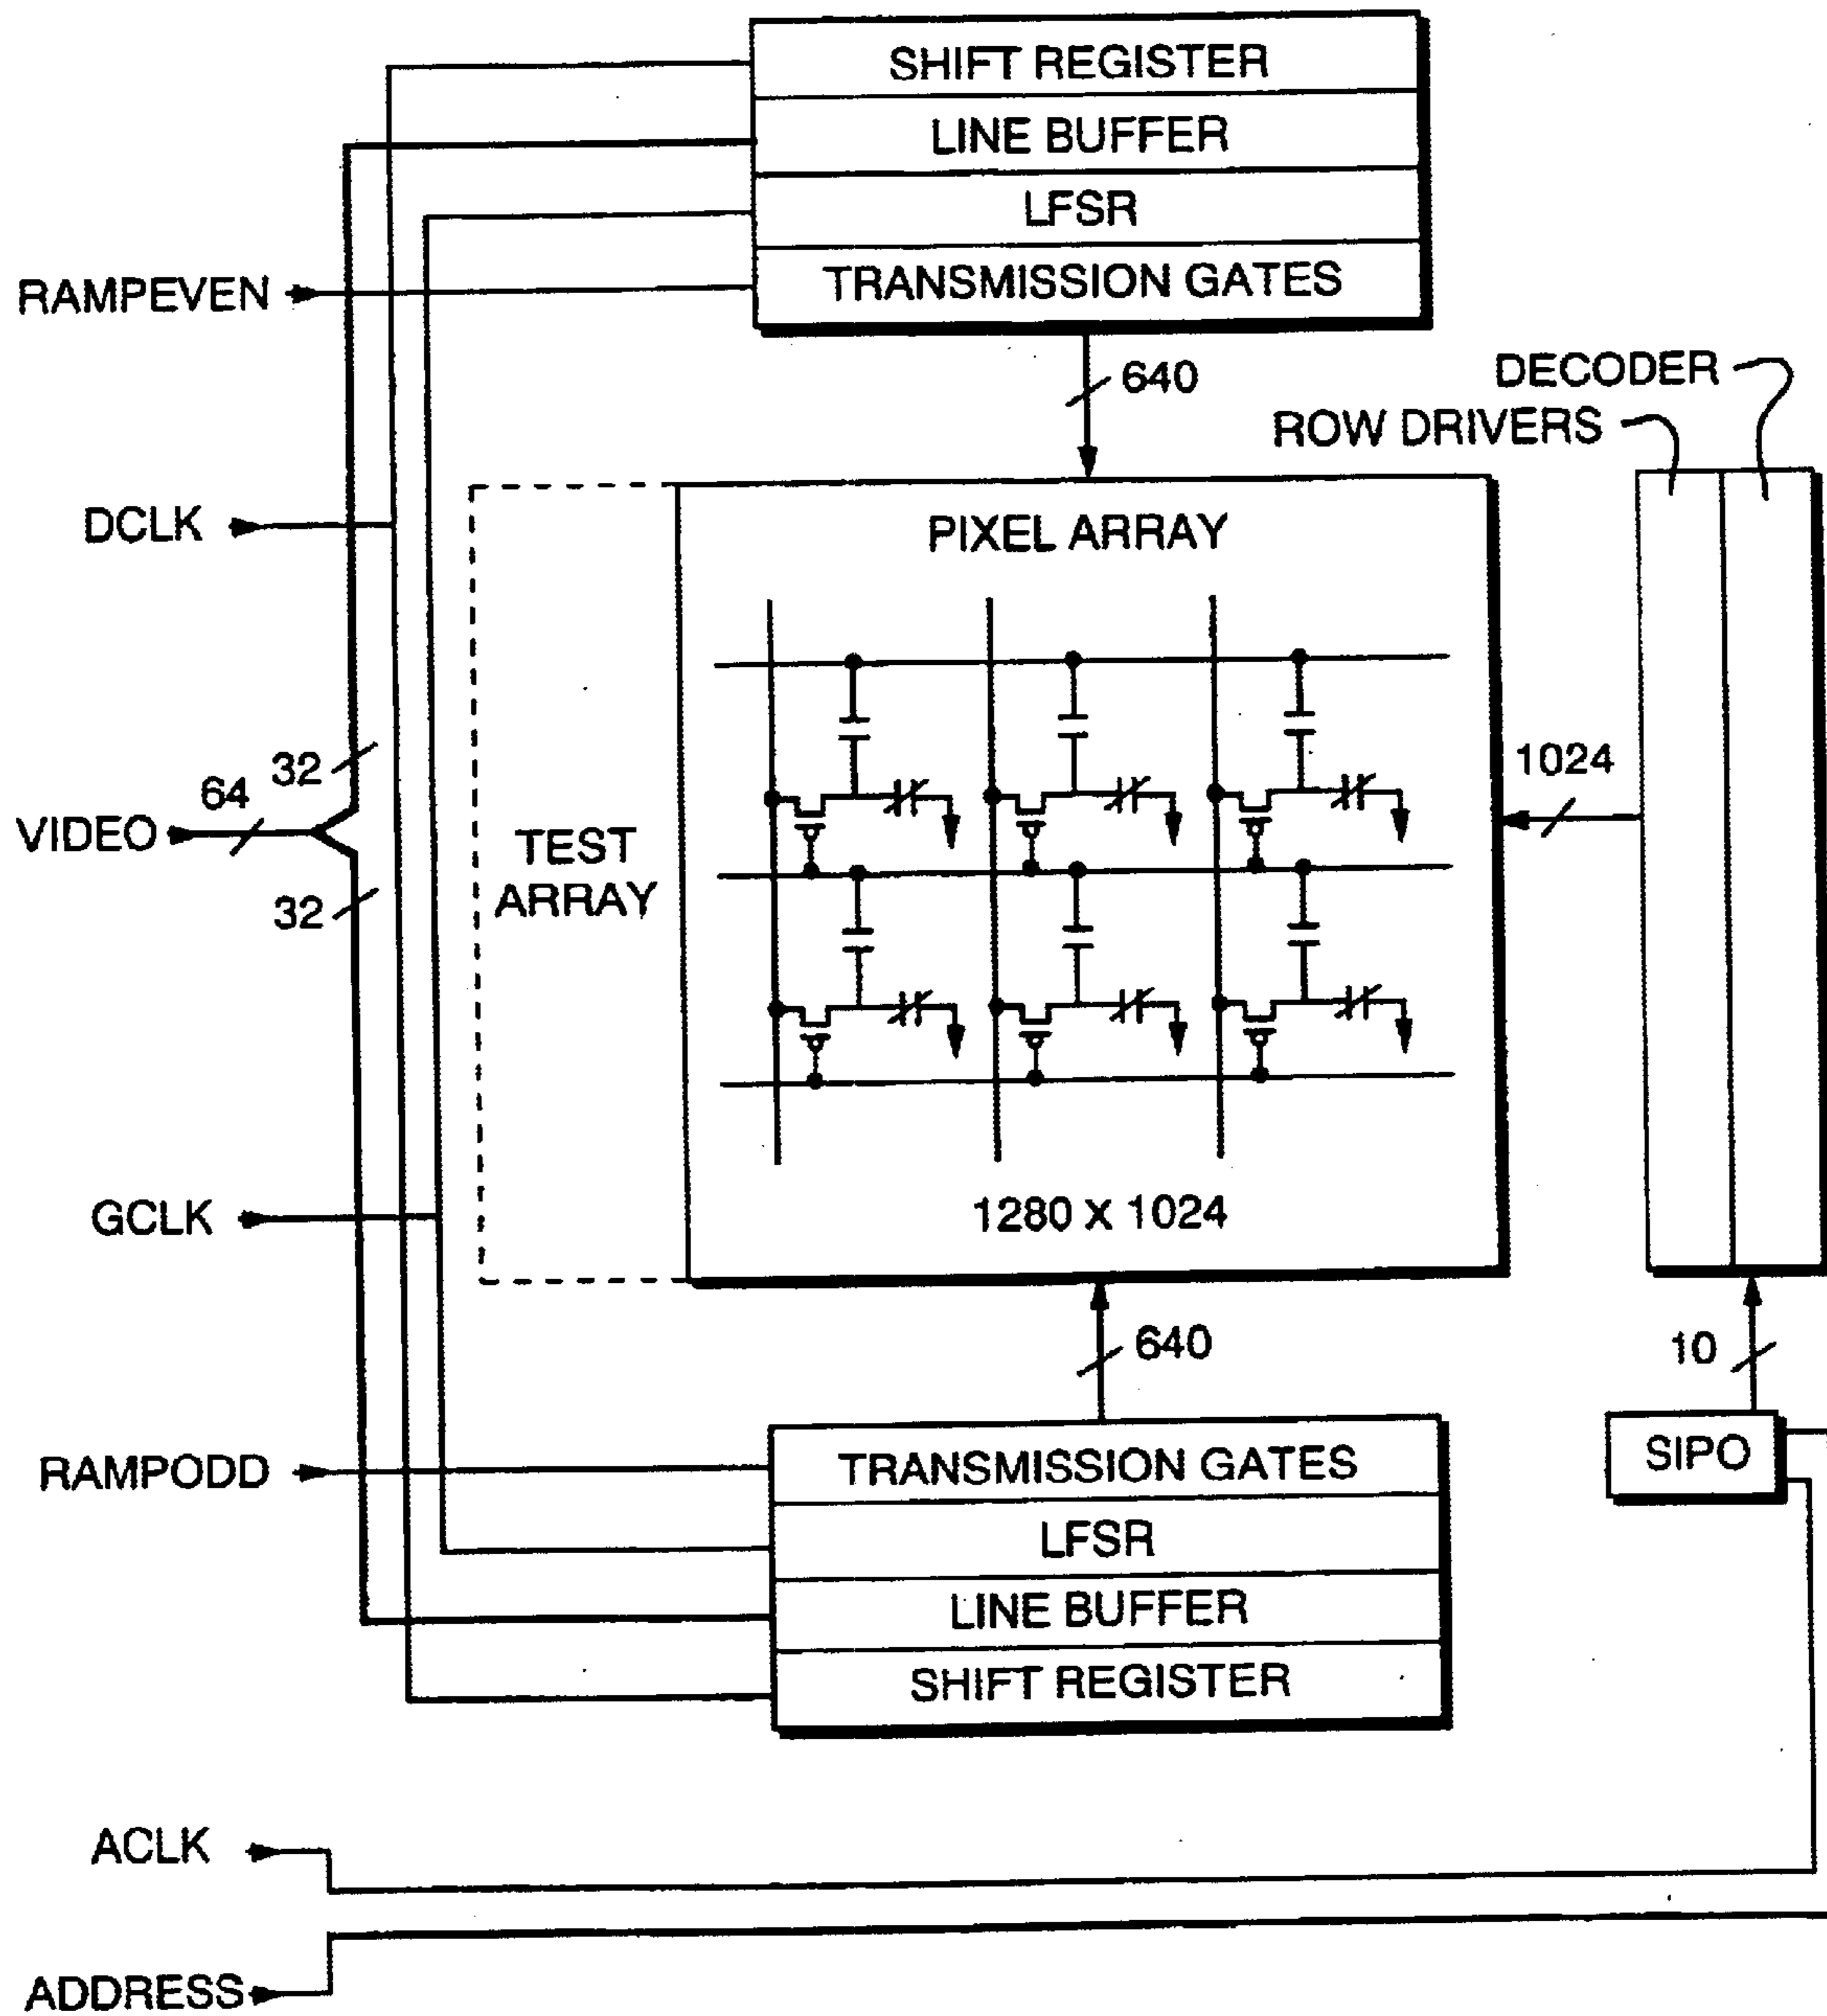 SHIFT REGISTER
LINE BUFFER
LFSR
TRANSMISSION GATES
RAMPEVEN
640
DECODER
ROW DRIVERS
DCLK
PIXEL ARRAY
32
64
VIDEO
32
TEST
ARRAY
1024
GCLK
1280 X 1024
640
10
RAMPODD
TRANSMISSION GATES
SIPO
LFSR
LINE BUFFER
SHIFT REGISTER
ACLK
ADDRESS